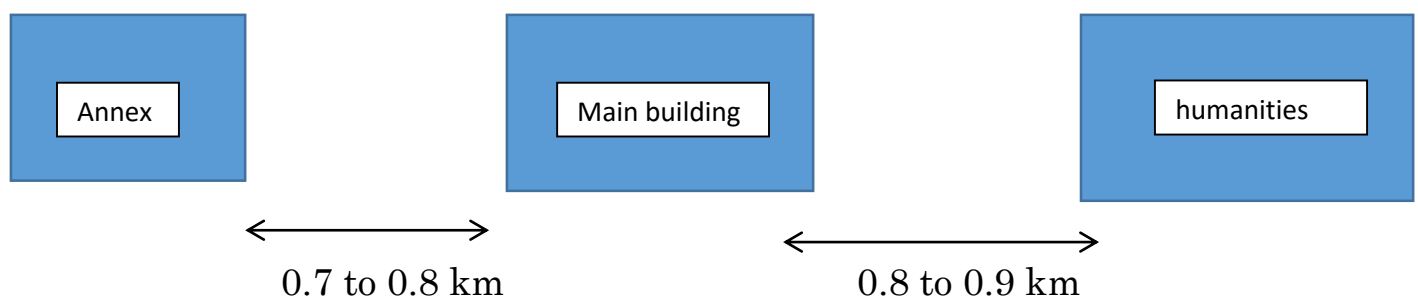 Annex
Main building
humanities
0.7 to 0.8 km
0.8 to 0.9 km